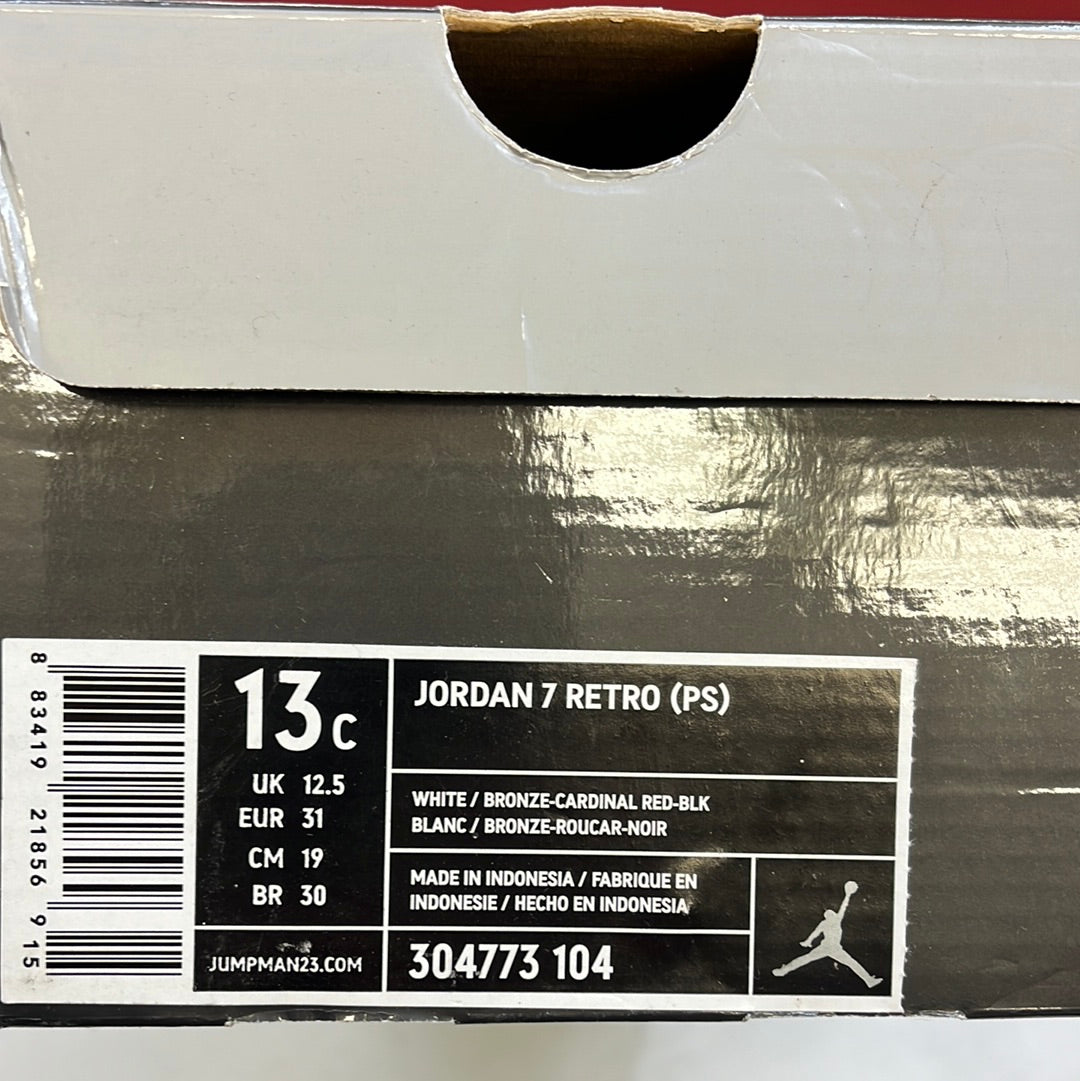 8 83419 21856 9 15
13c
UK 12.5
EUR 31
CM 19
BR 30
JUMPMAN23.COM
JORDAN 7 RETRO (PS)
WHITE / BRONZE-CARDINAL RED-BLK
BLANC / BRONZE-ROUCAR-NOIR
MADE IN INDONESIA / FABRIQUE EN
INDONESIE / HECHO EN INDONESIA
304773 104